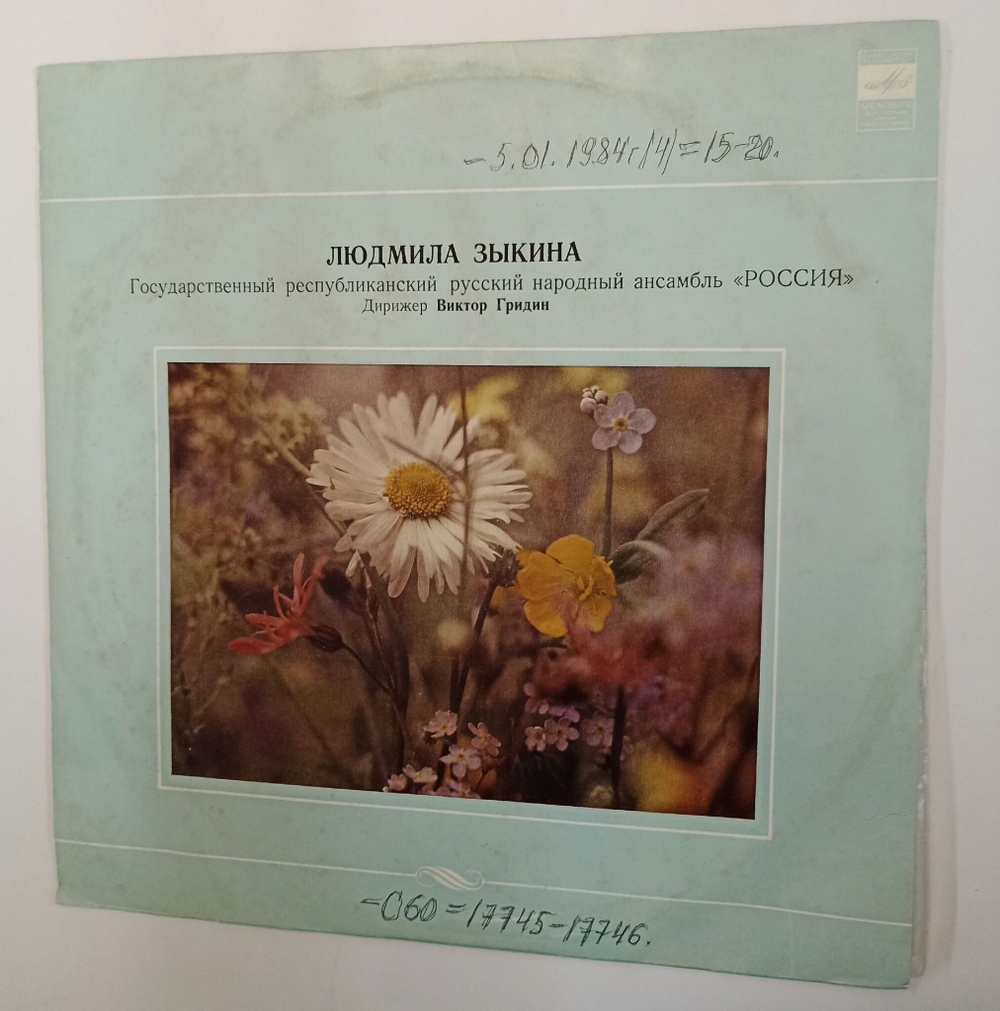 МЕЛОДИЯ
-5.01.1984г/4/=15-20.
ЛЮДМИЛА ЗЫКИНА
Государственный республиканский русский народный ансамбль «РОССИЯ»
Дирижер Виктор Гридин
-С60=17745-17746.